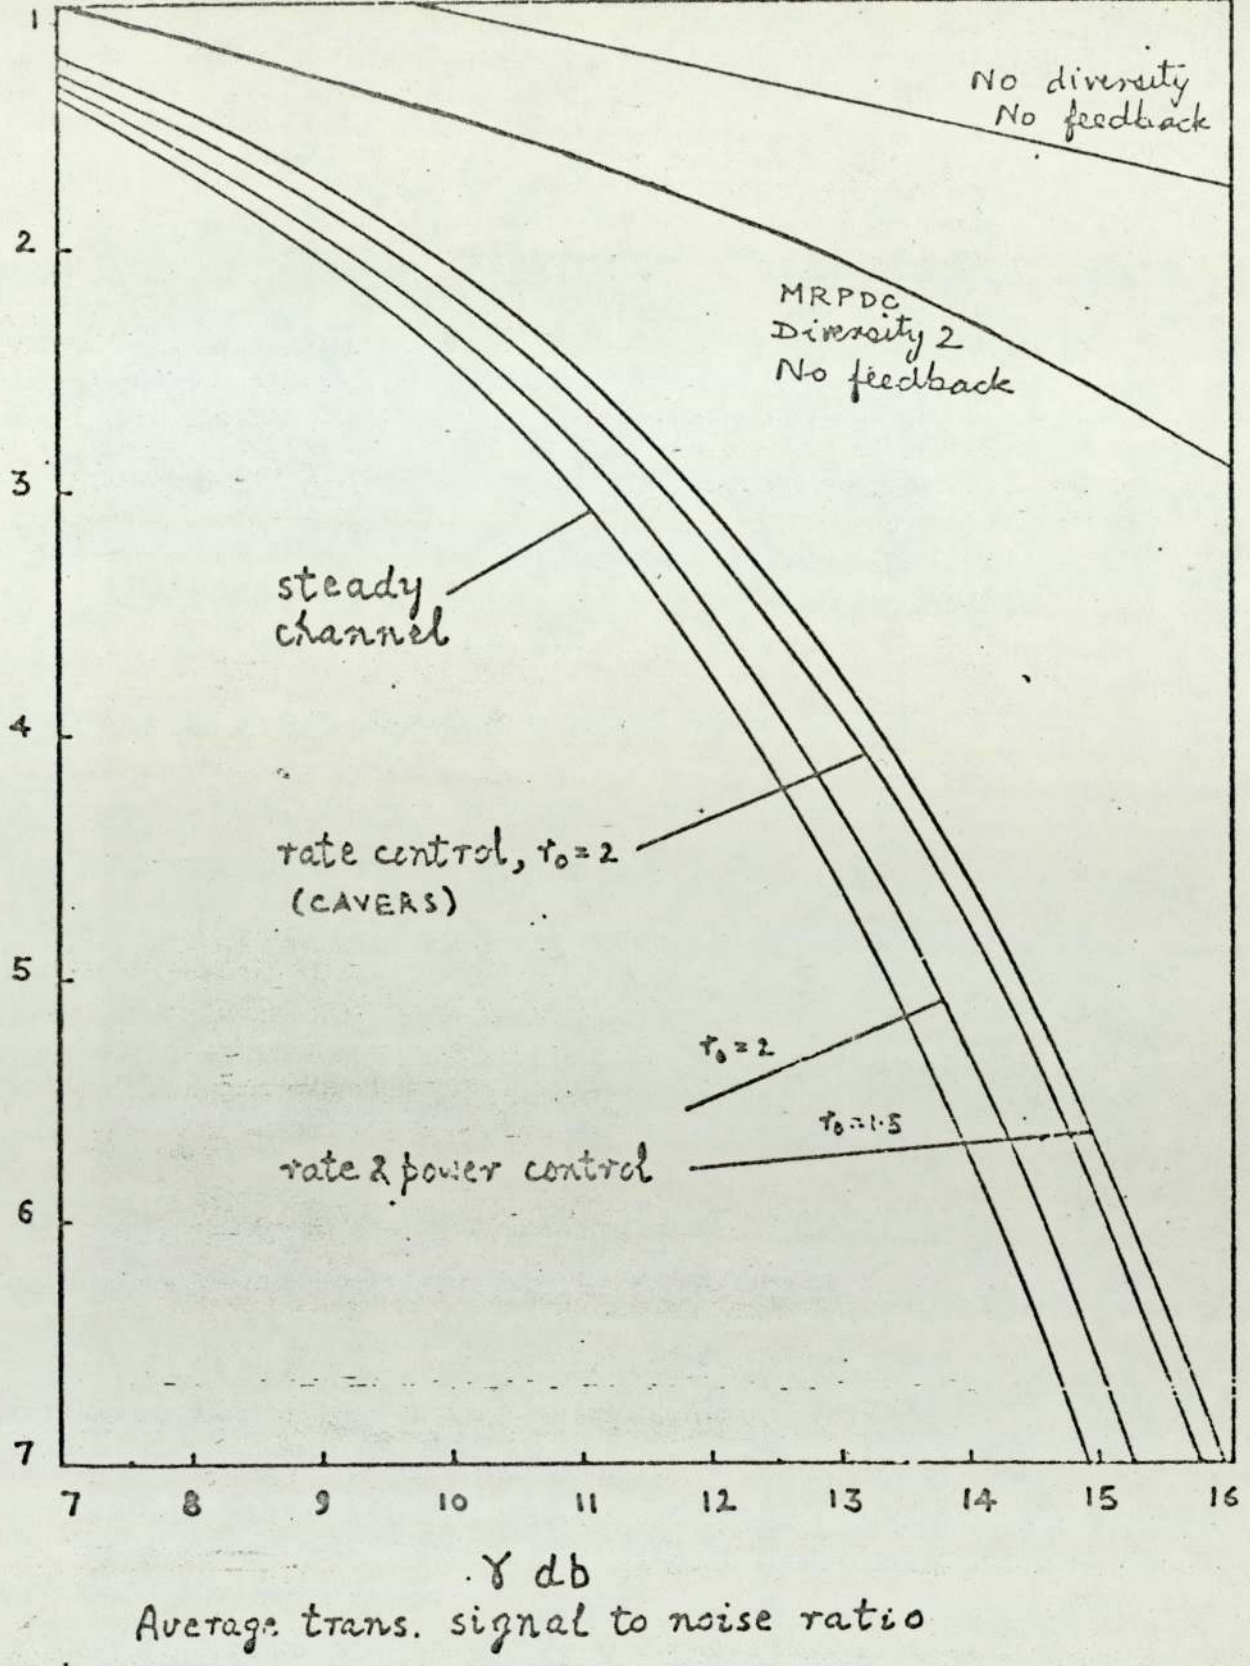 1
No diversity
No feedback
2
MRPDC
Diversity 2
No feedback
3
steady
channel
4
rate control, r₀ = 2
(CAVERS)
5
r₀ = 2
r₀ = 1.5
rate & power control
6
7
7 8 9 10 11 12 13 14 15 16
γ db
Average trans. signal to noise ratio